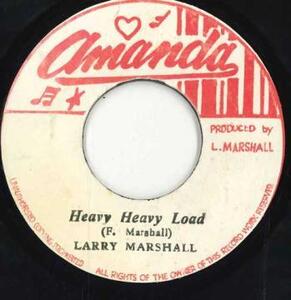 Amanda
PRODUCED By
L. MARSHALL
Heavy Heavy Load
(F. Marshall)
LARRY MARSHALL
ALL RIGHTS OF THE OWNER OF THIS RECORD WORK RESERVED